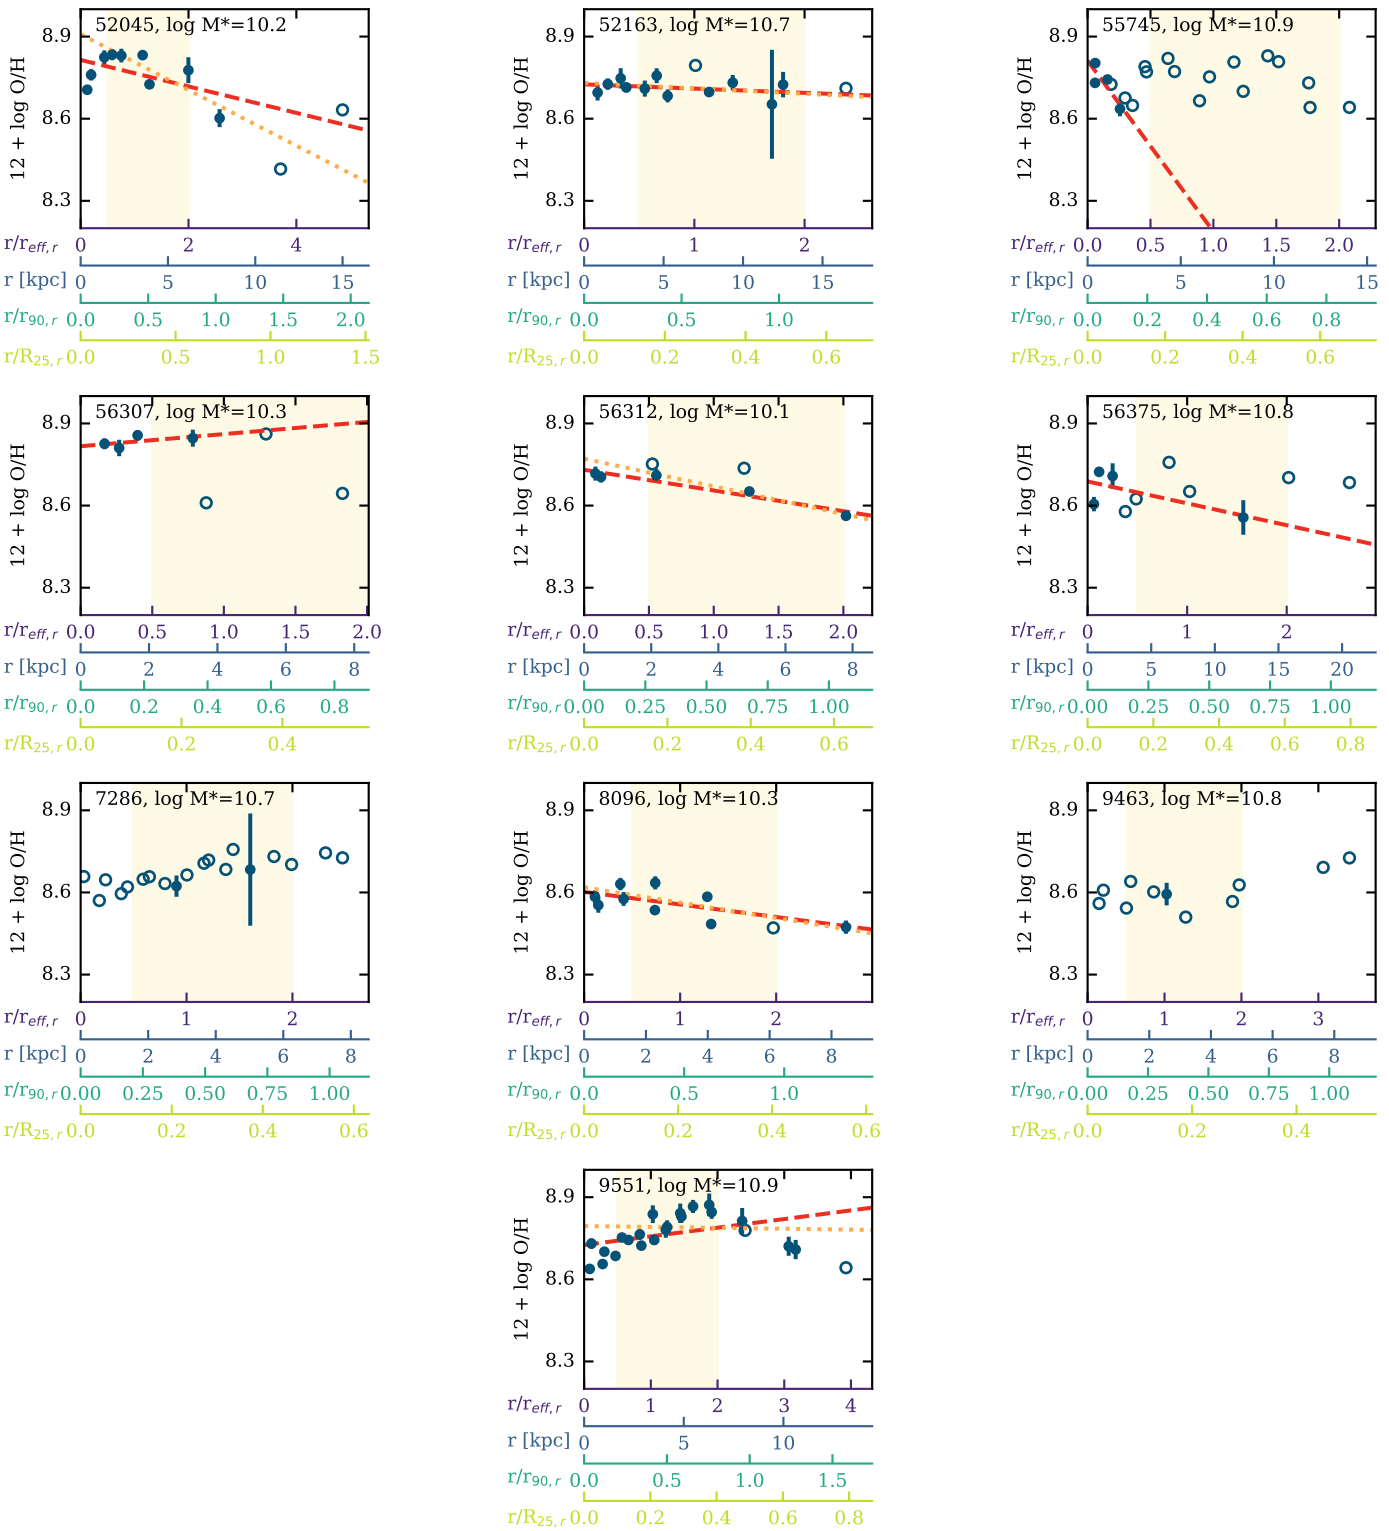 52045, log M*=10.2
12 + log O/H
8.9
8.6
8.3
r/r_eff,r 0 2 4
r [kpc] 0 5 10 15
r/r_90,r 0.0 0.5 1.0 1.5 2.0
r/R_25,r 0.0 0.5 1.0 1.5
52163, log M*=10.7
12 + log O/H
8.9
8.6
8.3
r/r_eff,r 0 1 2
r [kpc] 0 5 10 15
r/r_90,r 0.0 0.5 1.0
r/R_25,r 0.0 0.2 0.4 0.6
55745, log M*=10.9
12 + log O/H
8.9
8.6
8.3
r/r_eff,r 0.0 0.5 1.0 1.5 2.0
r [kpc] 0 5 10 15
r/r_90,r 0.0 0.2 0.4 0.6 0.8
r/R_25,r 0.0 0.2 0.4 0.6
56307, log M*=10.3
12 + log O/H
8.9
8.6
8.3
r/r_eff,r 0.0 0.5 1.0 1.5 2.0
r [kpc] 0 2 4 6 8
r/r_90,r 0.0 0.2 0.4 0.6 0.8
r/R_25,r 0.0 0.2 0.4
56312, log M*=10.1
12 + log O/H
8.9
8.6
8.3
r/r_eff,r 0.0 0.5 1.0 1.5 2.0
r [kpc] 0 2 4 6 8
r/r_90,r 0.00 0.25 0.50 0.75 1.00
r/R_25,r 0.0 0.2 0.4 0.6
56375, log M*=10.8
12 + log O/H
8.9
8.6
8.3
r/r_eff,r 0 1 2
r [kpc] 0 5 10 15 20
r/r_90,r 0.00 0.25 0.50 0.75 1.00
r/R_25,r 0.0 0.2 0.4 0.6 0.8
7286, log M*=10.7
12 + log O/H
8.9
8.6
8.3
r/r_eff,r 0 1 2
r [kpc] 0 2 4 6 8
r/r_90,r 0.00 0.25 0.50 0.75 1.00
r/R_25,r 0.0 0.2 0.4 0.6
8096, log M*=10.3
12 + log O/H
8.9
8.6
8.3
r/r_eff,r 0 1 2
r [kpc] 0 2 4 6 8
r/r_90,r 0.0 0.5 1.0
r/R_25,r 0.0 0.2 0.4 0.6
9463, log M*=10.8
12 + log O/H
8.9
8.6
8.3
r/r_eff,r 0 1 2 3
r [kpc] 0 2 4 6 8
r/r_90,r 0.00 0.25 0.50 0.75 1.00
r/R_25,r 0.0 0.2 0.4
9551, log M*=10.9
12 + log O/H
8.9
8.6
8.3
r/r_eff,r 0 1 2 3 4
r [kpc] 0 5 10
r/r_90,r 0.0 0.5 1.0 1.5
r/R_25,r 0.0 0.2 0.4 0.6 0.8